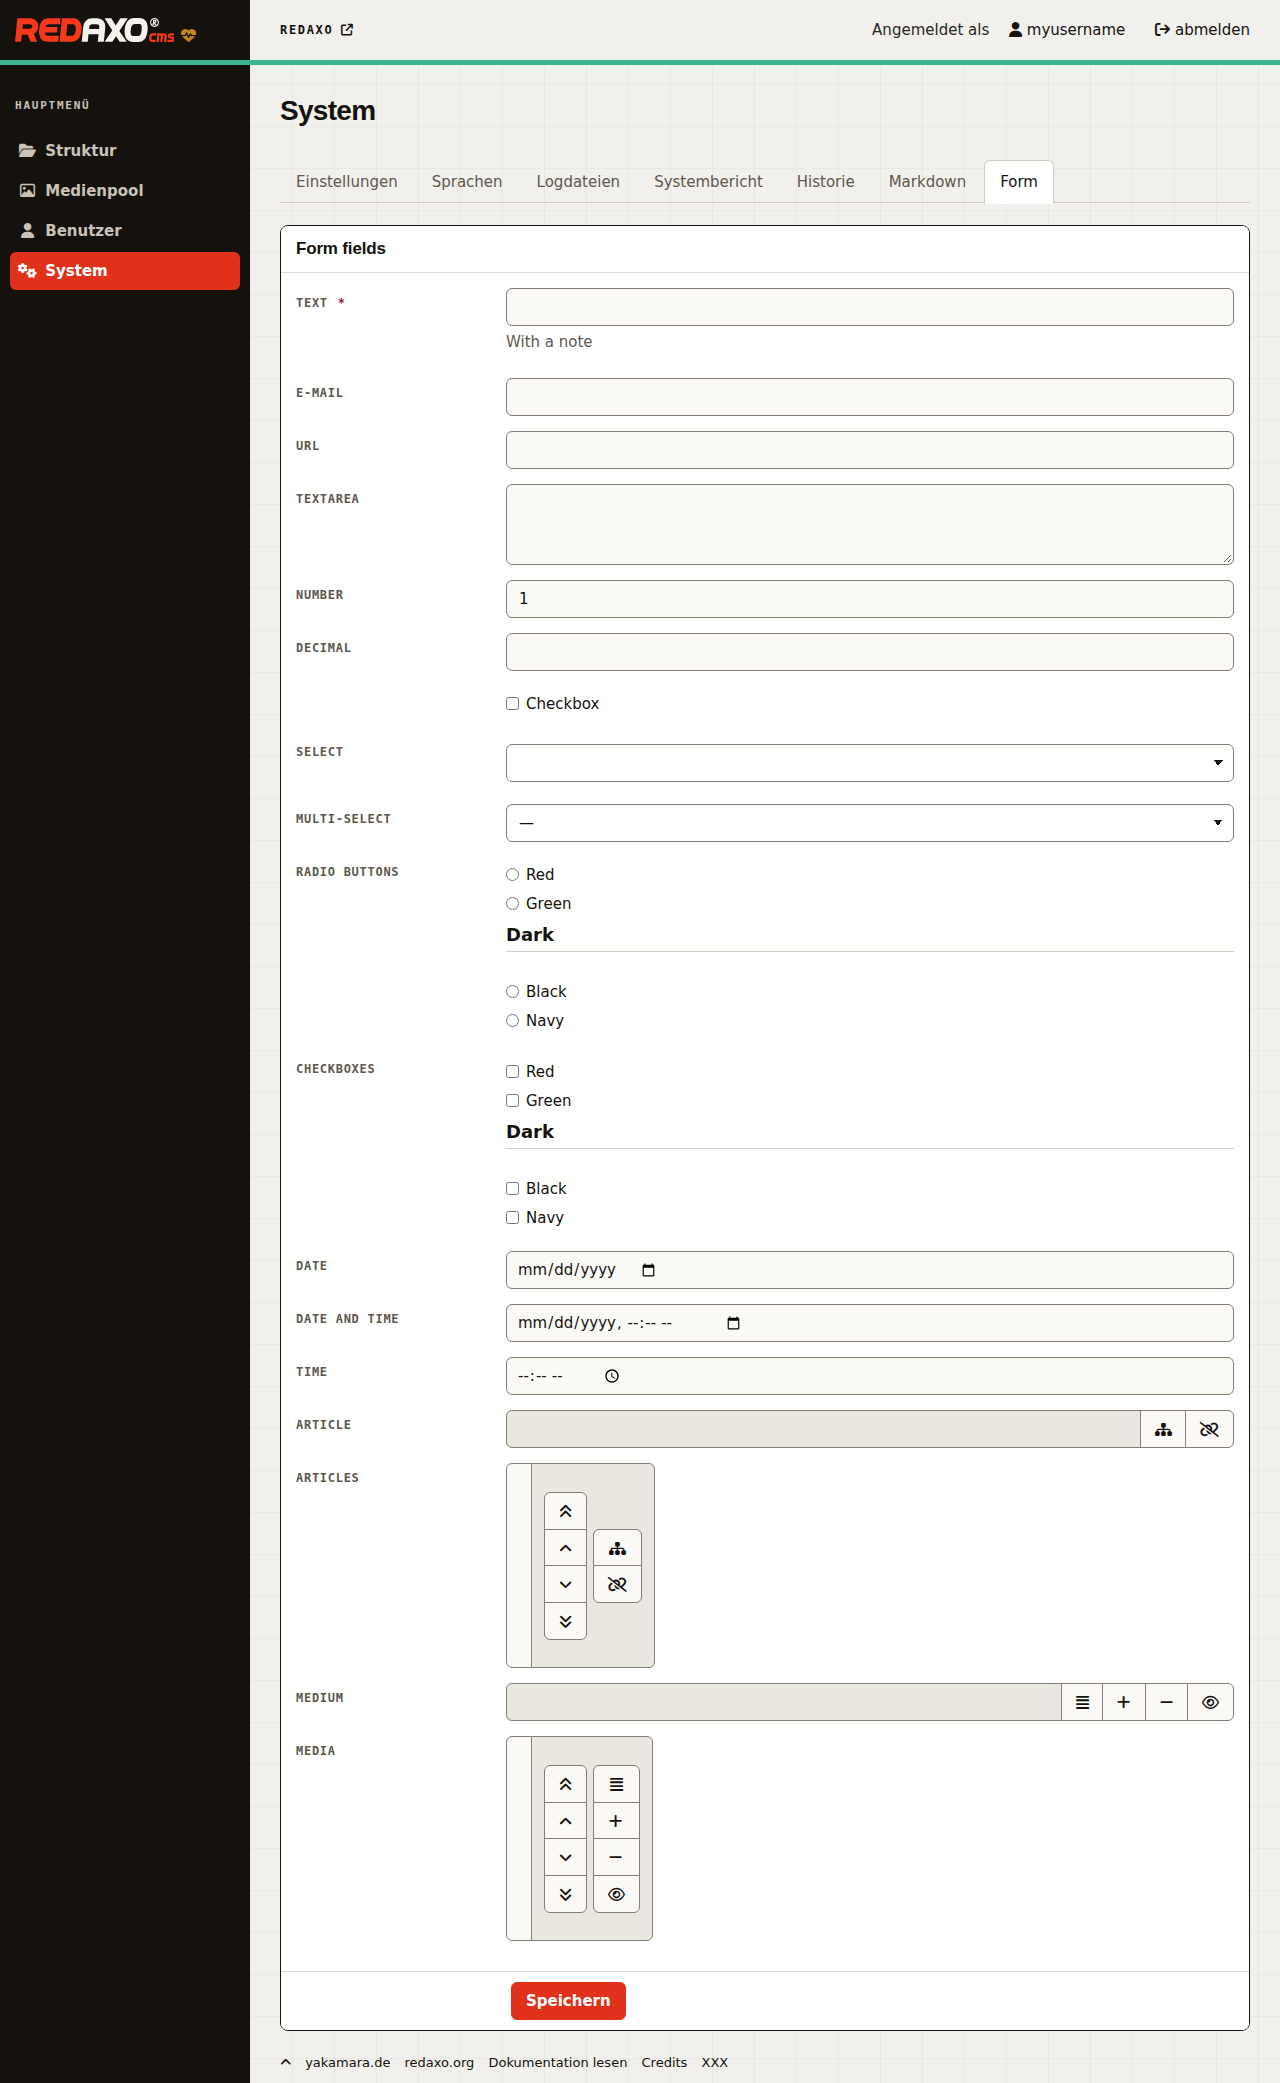 REDAXO® cms
REDAXO
Angemeldet als myusername abmelden
HAUPTMENÜ
Struktur
Medienpool
Benutzer
System
System
Einstellungen Sprachen Logdateien Systembericht Historie Markdown Form
Form fields
TEXT *
With a note
E-MAIL
URL
TEXTAREA
NUMBER
1
DECIMAL
Checkbox
SELECT
MULTI-SELECT
—
RADIO BUTTONS
Red
Green
Dark
Black
Navy
CHECKBOXES
Red
Green
Dark
Black
Navy
DATE
mm/dd/yyyy
DATE AND TIME
mm/dd/yyyy, --:-- --
TIME
--:-- --
ARTICLE
ARTICLES
MEDIUM
MEDIA
Speichern
yakamara.de redaxo.org Dokumentation lesen Credits XXX